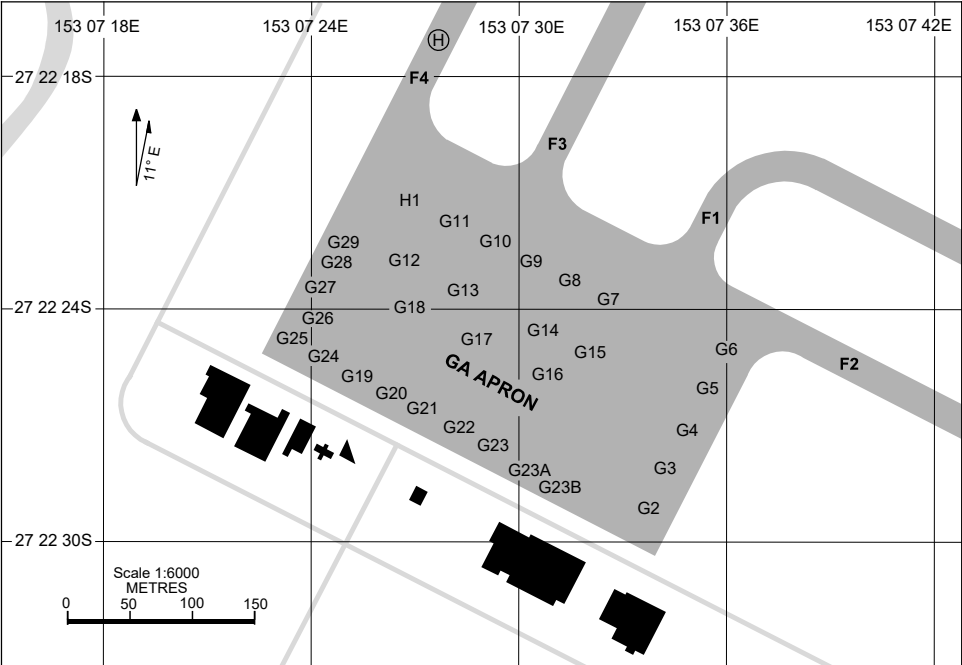 153 07 18E
153 07 24E
153 07 30E
153 07 36E
153 07 42E
H
27 22 18S
F4
F3
11° E
H1
F1
G11
G29
G10
G28
G12
G9
G8
G27
G13
G7
27 22 24S
G18
G26
G14
G25
G17
G6
G15
G24
F2
GA APRON
G19
G16
G5
G20
G21
G22
G4
G23
G23A
G3
G23B
G2
27 22 30S
Scale 1:6000
METRES
0 50 100 150